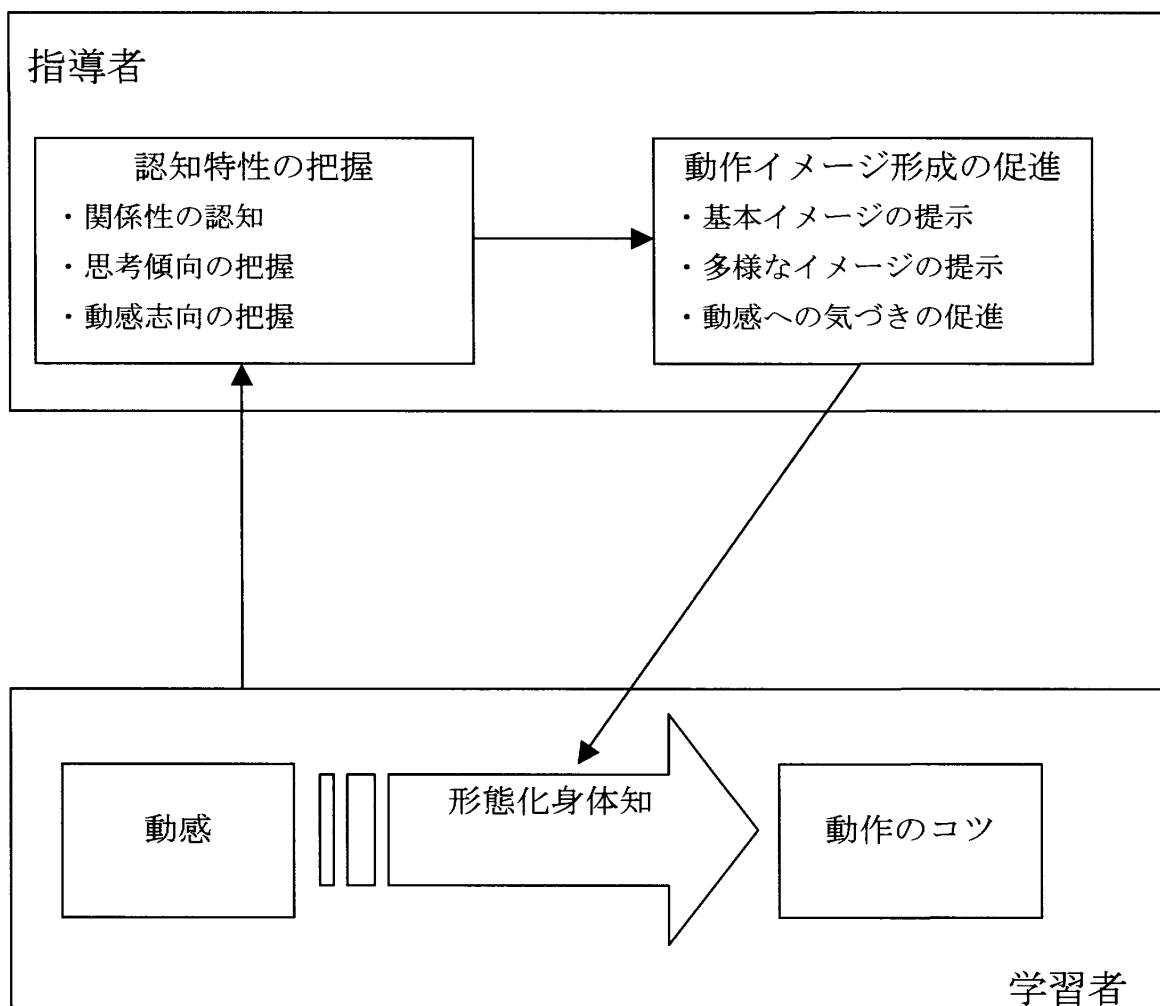 指導者
認知特性の把握
・関係性の認知
・思考傾向の把握
・動感志向の把握
動作イメージ形成の促進
・基本イメージの提示
・多様なイメージの提示
・動感への気づきの促進
動感
形態化身体知
動作のコツ
学習者